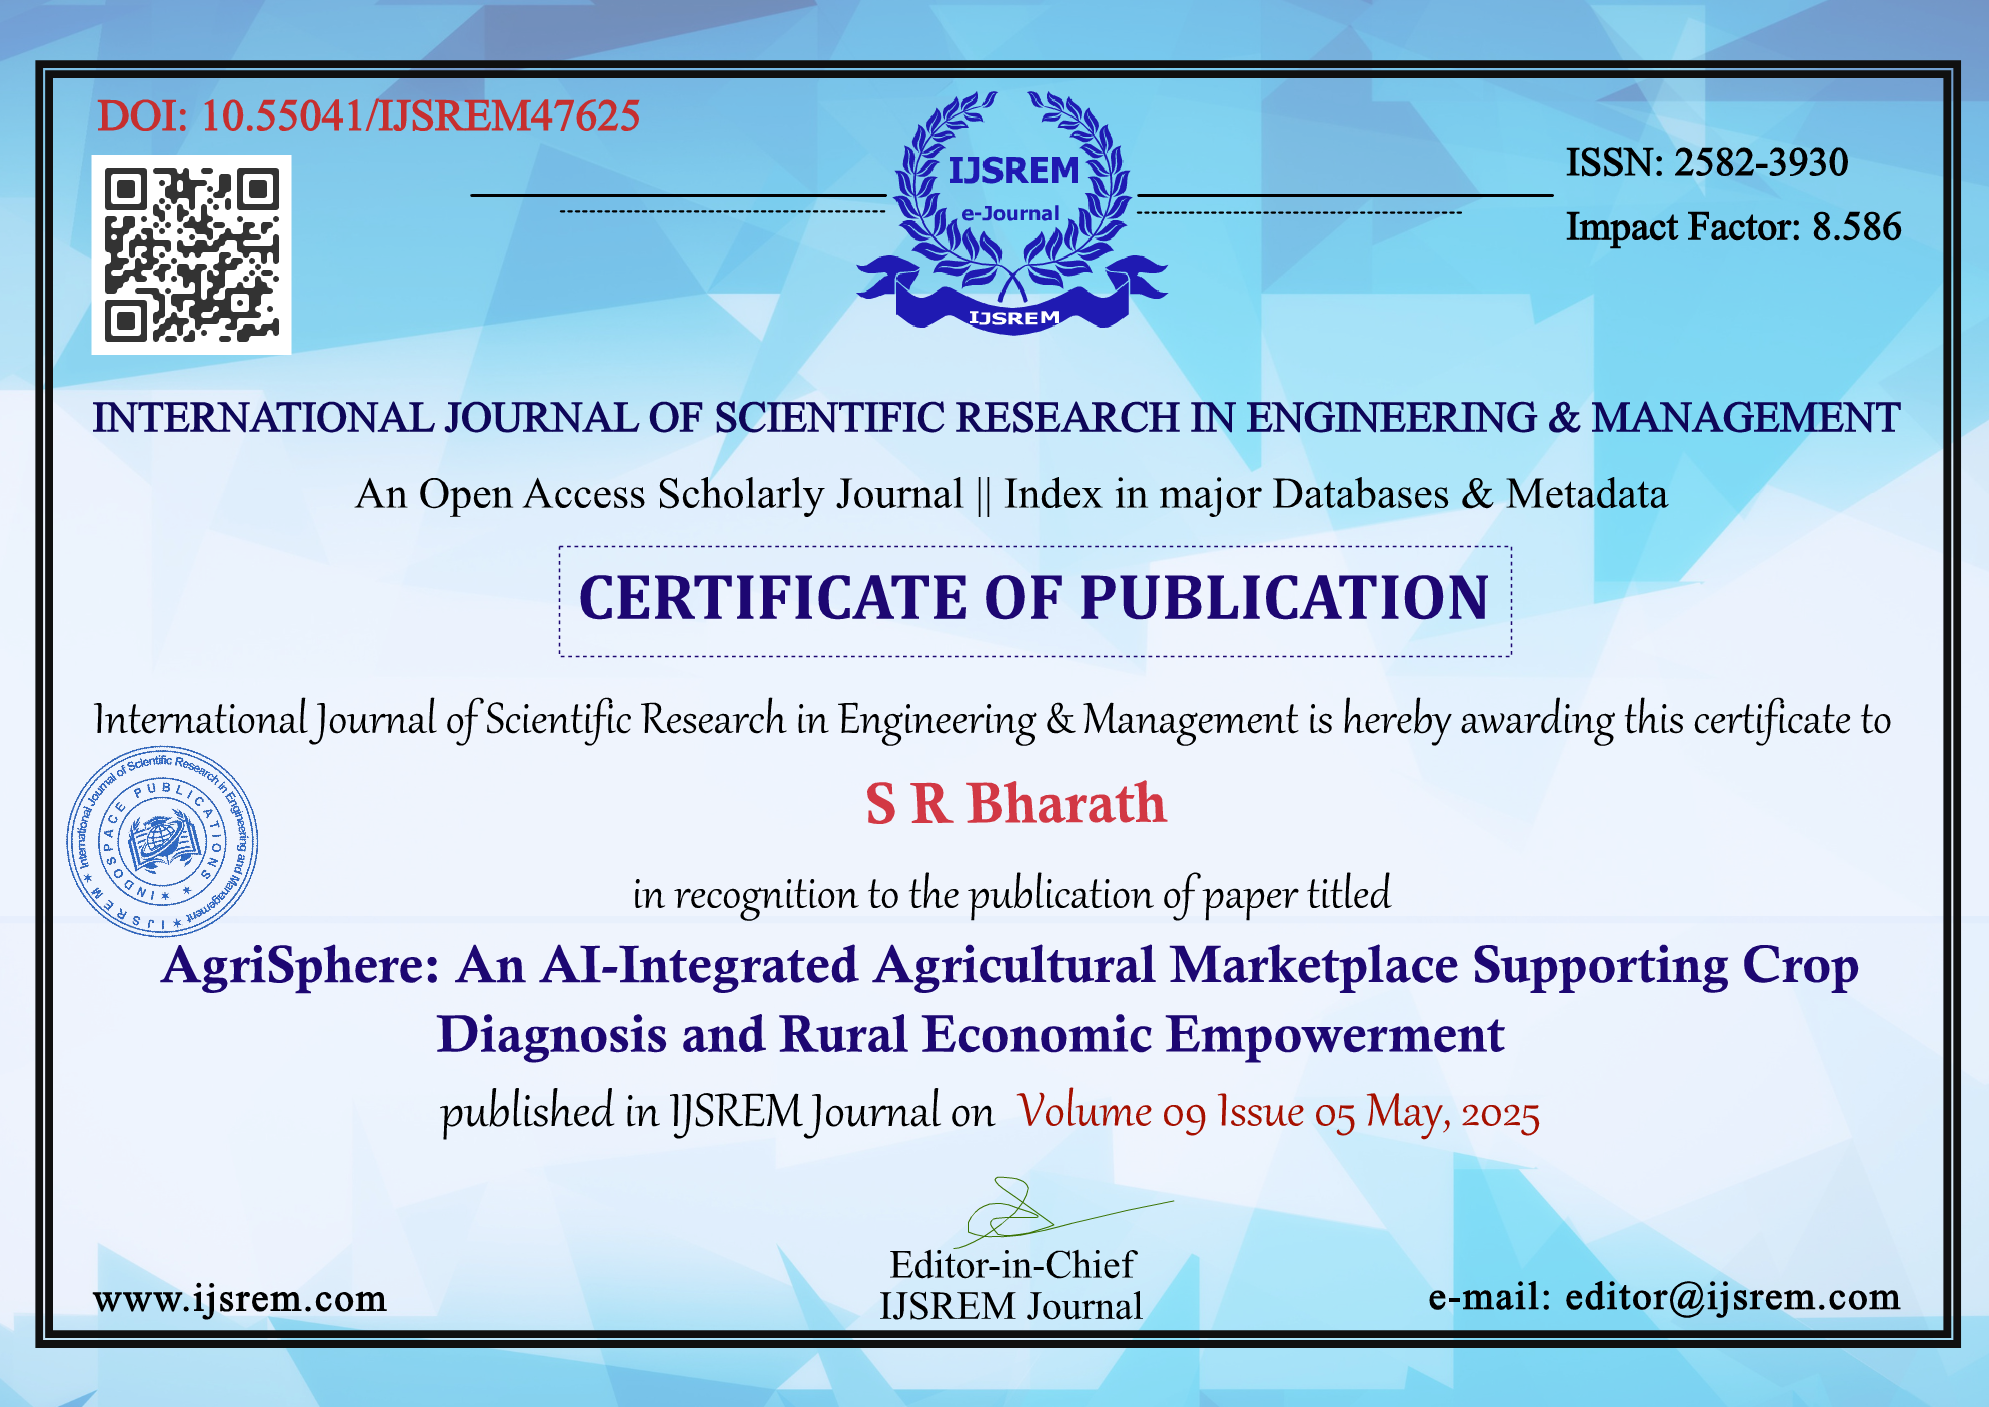 DOI: 10.55041/IJSREM47625
IJSREM
e-Journal
IJSREM
ISSN: 2582-3930
Impact Factor: 8.586
INTERNATIONAL JOURNAL OF SCIENTIFIC RESEARCH IN ENGINEERING & MANAGEMENT
An Open Access Scholarly Journal || Index in major Databases & Metadata
CERTIFICATE OF PUBLICATION
International Journal of Scientific Research in Engineering & Management is hereby awarding this certificate to
International Journal of Scientific Research in Engineering and Management ★ IJSREM ★
INDOSPACE PUBLICATIONS
S R Bharath
in recognition to the publication of paper titled
AgriSphere: An AI-Integrated Agricultural Marketplace Supporting Crop
Diagnosis and Rural Economic Empowerment
published in IJSREM Journal on Volume 09 Issue 05 May, 2025
Editor-in-Chief
IJSREM Journal
www.ijsrem.com
e-mail: editor@ijsrem.com